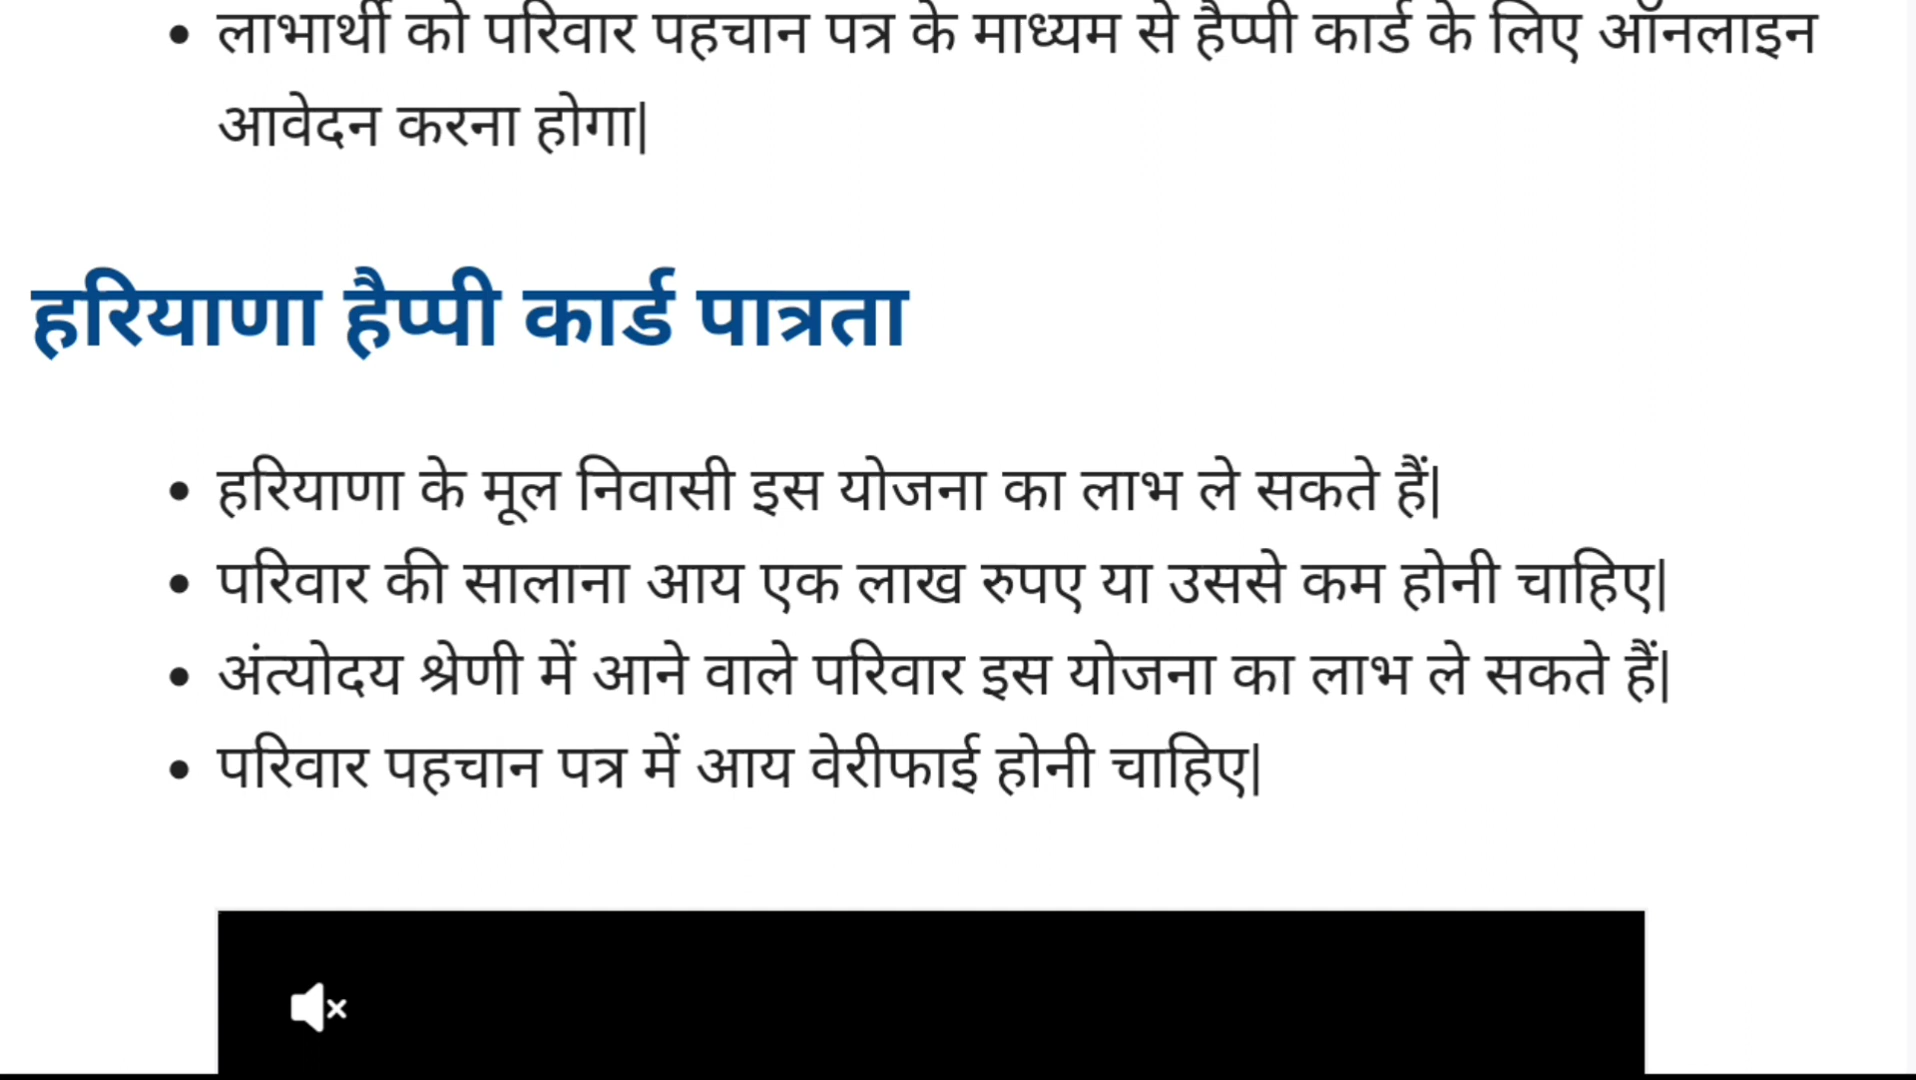 • लाभार्थी को परिवार पहचान पत्र के माध्यम से हैप्पी कार्ड के लिए ऑनलाइन
आवेदन करना होगा|
हरियाणा हैप्पी कार्ड पात्रता
• हरियाणा के मूल निवासी इस योजना का लाभ ले सकते हैं|
• परिवार की सालाना आय एक लाख रुपए या उससे कम होनी चाहिए|
• अंत्योदय श्रेणी में आने वाले परिवार इस योजना का लाभ ले सकते हैं|
• परिवार पहचान पत्र में आय वेरीफाई होनी चाहिए|